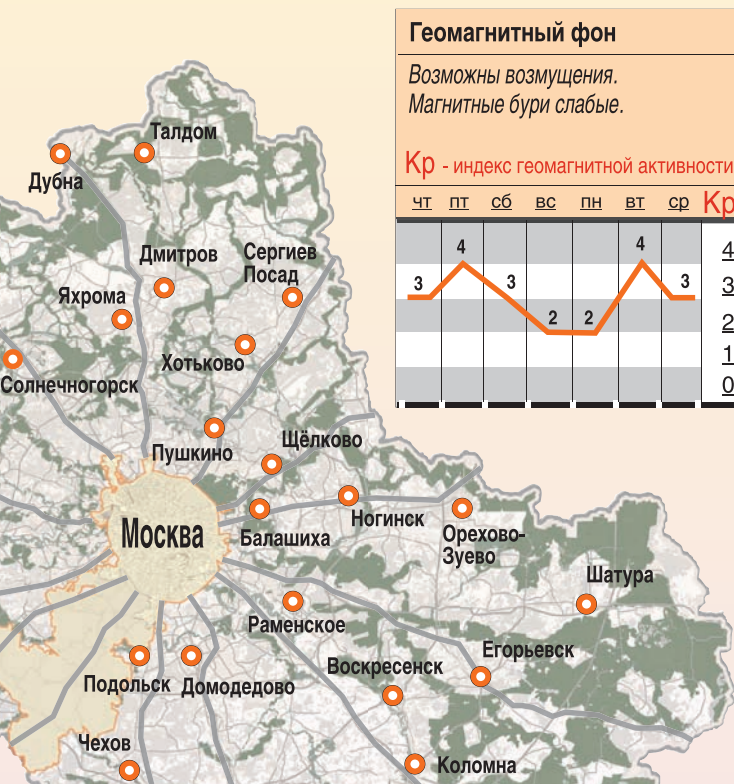 Геомагнитный фон
Возможны возмущения.
Магнитные бури слабые.
Кр - индекс геомагнитной активности
чт пт сб вс пн вт ср Кр
4
3
2
1
0
3 4 3 2 2 4 3
Талдом
Дубна
Дмитров
Сергиев
Посад
Яхрома
Хотьково
Солнечногорск
Пушкино
Щёлково
Москва
Балашиха
Ногинск
Орехово-
Зуево
Шатура
Раменское
Егорьевск
Воскресенск
Подольск
Домодедово
Чехов
Коломна